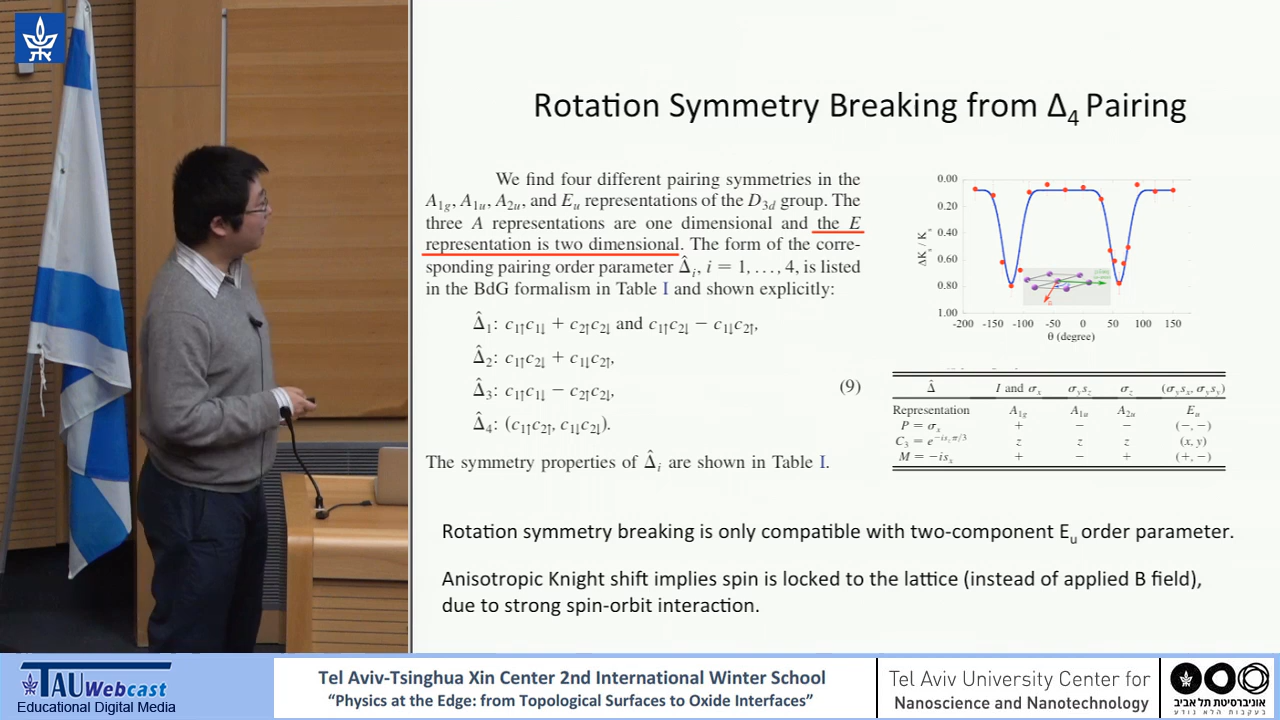 Rotation Symmetry Breaking from Δ₄ Pairing
We find four different pairing symmetries in the
A₁g, A₁u, A₂u, and Eu representations of the D₃d group. The
three A representations are one dimensional and the E
representation is two dimensional. The form of the corre-
sponding pairing order parameter Δ̂ᵢ, i = 1, . . . , 4, is listed
in the BdG formalism in Table I and shown explicitly:
Δ̂₁: c₁↑c₁↓ + c₂↑c₂↓ and c₁↑c₂↓ − c₁↓c₂↑,
Δ̂₂: c₁↑c₂↓ + c₁↓c₂↑,
Δ̂₃: c₁↑c₁↓ − c₂↑c₂↓,
Δ̂₄: (c₁↑c₂↑, c₁↓c₂↓).
(9)
The symmetry properties of Δ̂ᵢ are shown in Table I.
0.00
0.20
0.40
0.60
0.80
1.00
-200 -150 -100 -50 0 50 100 150
θ (degree)
Δ̂ I and σx σysz σz (σysx, σysy)
Representation A₁g A₁u A₂u Eu
P = σx + − − (−, −)
C₃ = e^−iszπ/3 z z z (x, y)
M = −isx + − + (+, −)
Rotation symmetry breaking is only compatible with two-component Eu order parameter.
Anisotropic Knight shift implies spin is locked to the lattice (instead of applied B field),
due to strong spin-orbit interaction.
TAU Webcast
Educational Digital Media
Tel Aviv-Tsinghua Xin Center 2nd International Winter School
“Physics at the Edge: from Topological Surfaces to Oxide Interfaces”
Tel Aviv University Center for
Nanoscience and Nanotechnology
אוניברסיטת תל אביב
בעקבות הלא נודע